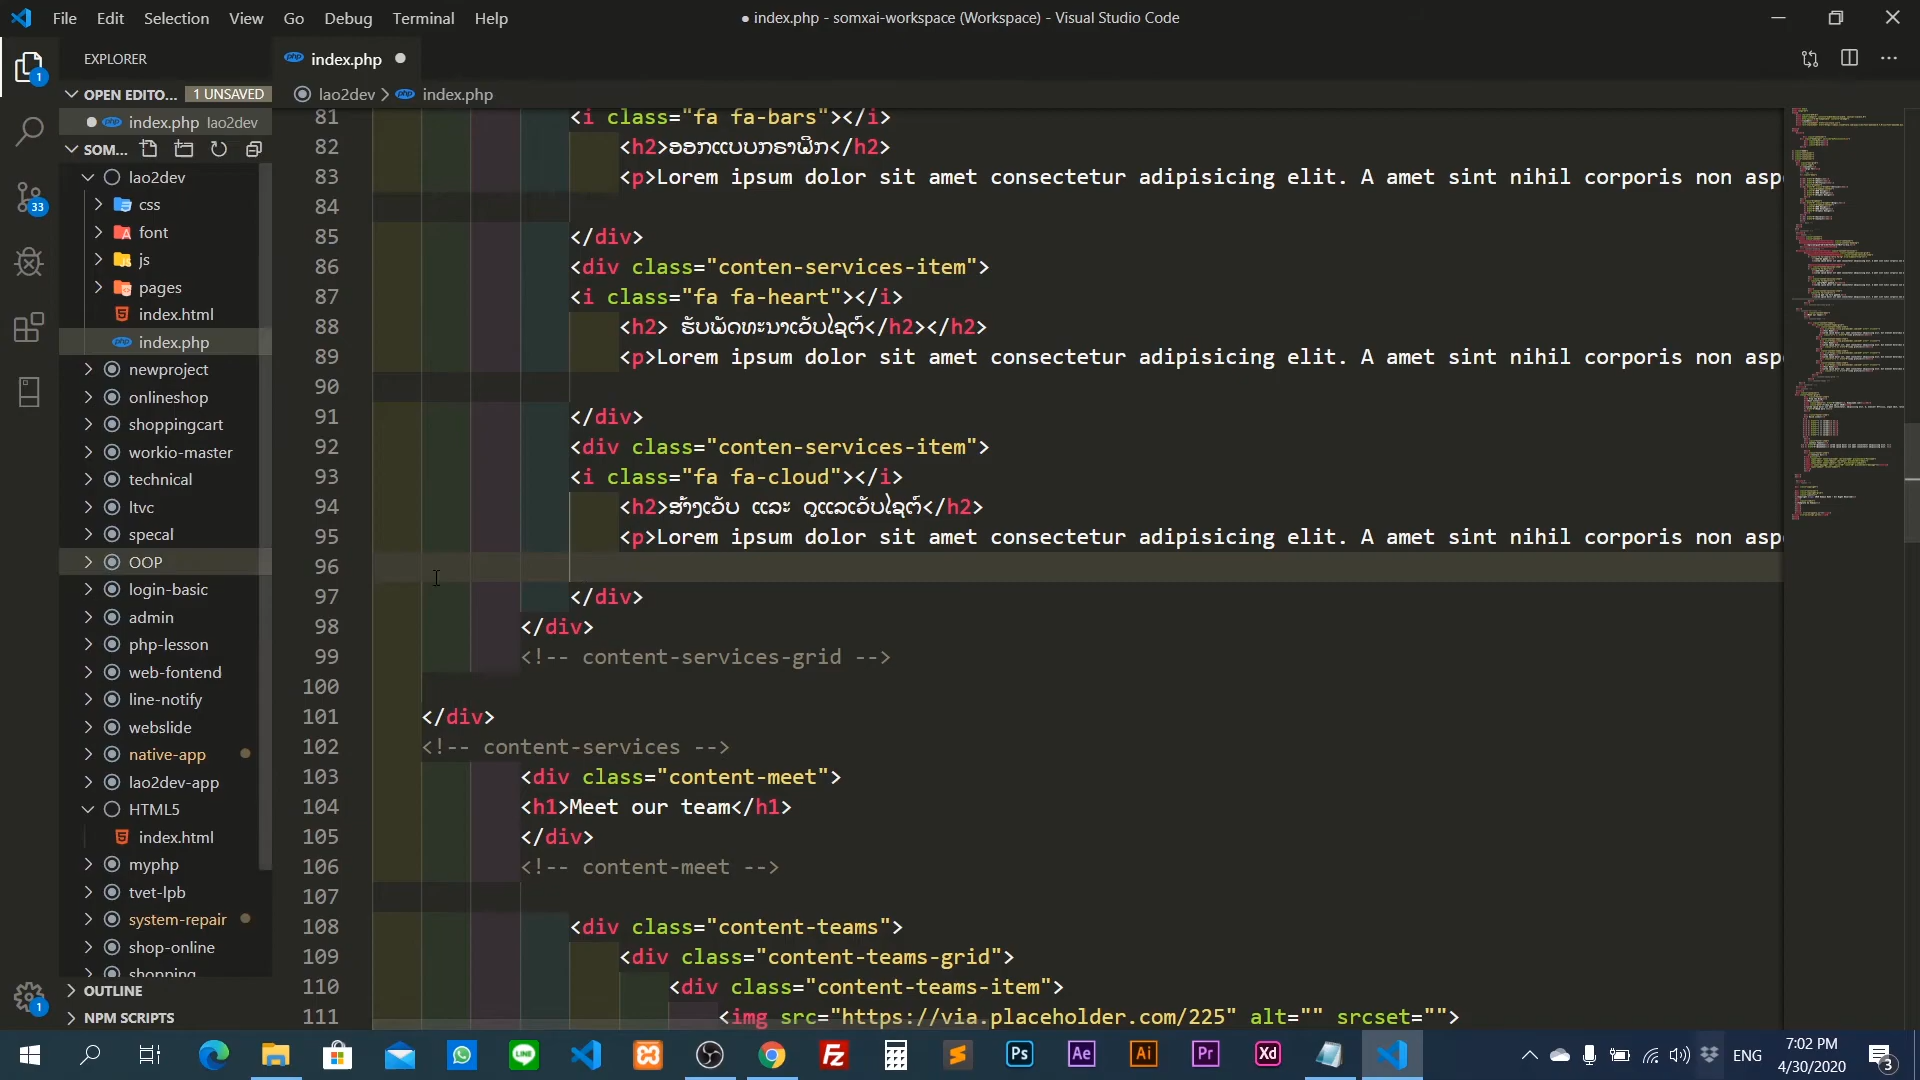 File Edit Selection View Go Debug Terminal Help
● index.php - somxai-workspace (Workspace) - Visual Studio Code
EXPLORER
index.php
OPEN EDITO... 1 UNSAVED
lao2dev > index.php
index.php lao2dev
SOM...
lao2dev
css
font
js
pages
index.html
index.php
newproject
onlineshop
shoppingcart
workio-master
technical
ltvc
specal
OOP
login-basic
admin
php-lesson
web-fontend
line-notify
webslide
native-app
lao2dev-app
HTML5
index.html
myphp
tvet-lpb
system-repair
shop-online
shopping
OUTLINE
NPM SCRIPTS
1
33
1
81 <i class="fa fa-bars"></i>
82 <h2>ອອກແບບກຣາຟິກ</h2>
83 <p>Lorem ipsum dolor sit amet consectetur adipisicing elit. A amet sint nihil corporis non asp
84
85 </div>
86 <div class="conten-services-item">
87 <i class="fa fa-heart"></i>
88 <h2> ຮັບພັດທະນາເວັບໄຊຕ໌</h2></h2>
89 <p>Lorem ipsum dolor sit amet consectetur adipisicing elit. A amet sint nihil corporis non asp
90
91 </div>
92 <div class="conten-services-item">
93 <i class="fa fa-cloud"></i>
94 <h2>ສ້າງເວັບ ແລະ ດູແລເວັບໄຊຕ໌</h2>
95 <p>Lorem ipsum dolor sit amet consectetur adipisicing elit. A amet sint nihil corporis non asp
96
97 </div>
98 </div>
99 <!-- content-services-grid -->
100
101 </div>
102 <!-- content-services -->
103 <div class="content-meet">
104 <h1>Meet our team</h1>
105 </div>
106 <!-- content-meet -->
107
108 <div class="content-teams">
109 <div class="content-teams-grid">
110 <div class="content-teams-item">
111 <img src="https://via.placeholder.com/225" alt="" srcset="">
LINE
Fz
Ps
Ae
Ai
Pr
Xd
ENG
7:02 PM
4/30/2020
3